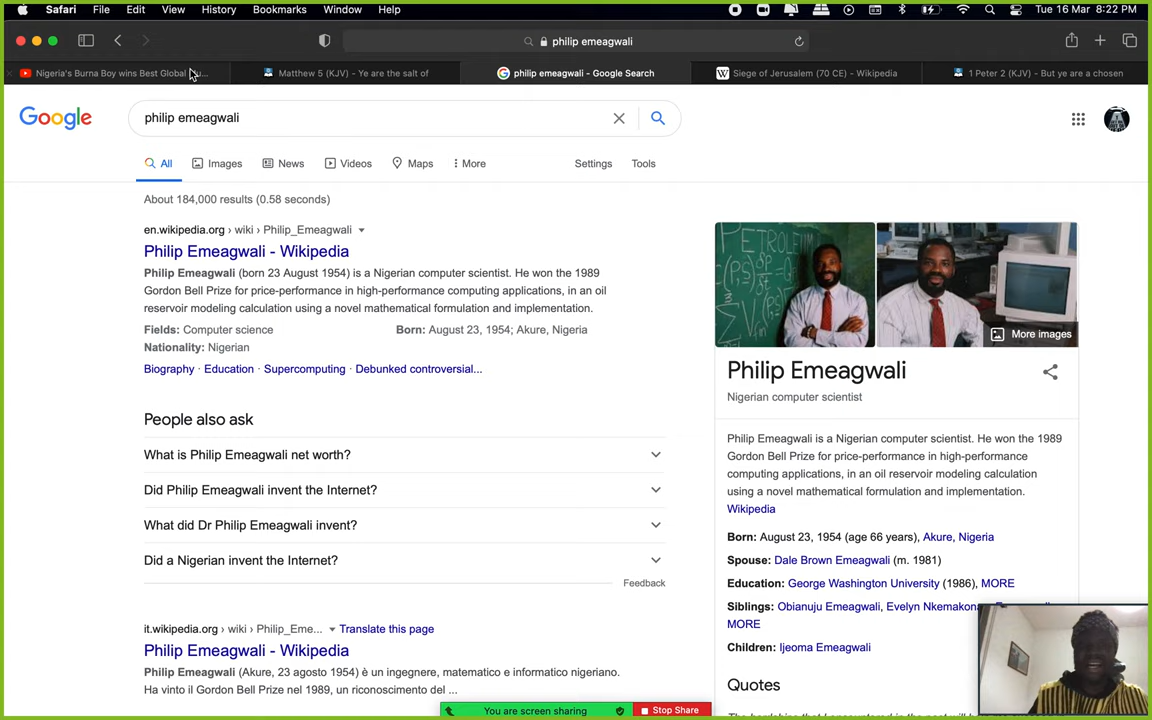 Safari File Edit View History Bookmarks Window Help Tue 16 Mar 8:22 PM
philip emeagwali
Nigeria's Burna Boy wins Best Global Mu... Matthew 5 (KJV) - Ye are the salt of philip emeagwali - Google Search Siege of Jerusalem (70 CE) - Wikipedia 1 Peter 2 (KJV) - But ye are a chosen
Google philip emeagwali
All Images News Videos Maps More Settings Tools
About 184,000 results (0.58 seconds)
en.wikipedia.org › wiki › Philip_Emeagwali
Philip Emeagwali - Wikipedia
Philip Emeagwali (born 23 August 1954) is a Nigerian computer scientist. He won the 1989
Gordon Bell Prize for price-performance in high-performance computing applications, in an oil
reservoir modeling calculation using a novel mathematical formulation and implementation.
Fields: Computer science Born: August 23, 1954; Akure, Nigeria
Nationality: Nigerian
Biography · Education · Supercomputing · Debunked controversial...
People also ask
What is Philip Emeagwali net worth?
Did Philip Emeagwali invent the Internet?
What did Dr Philip Emeagwali invent?
Did a Nigerian invent the Internet?
Feedback
it.wikipedia.org › wiki › Philip_Eme... Translate this page
Philip Emeagwali - Wikipedia
Philip Emeagwali (Akure, 23 agosto 1954) è un ingegnere, matematico e informatico nigeriano.
Ha vinto il Gordon Bell Prize nel 1989, un riconoscimento del ...
PETROLEUM
More images
Philip Emeagwali
Nigerian computer scientist
Philip Emeagwali is a Nigerian computer scientist. He won the 1989
Gordon Bell Prize for price-performance in high-performance
computing applications, in an oil reservoir modeling calculation
using a novel mathematical formulation and implementation.
Wikipedia
Born: August 23, 1954 (age 66 years), Akure, Nigeria
Spouse: Dale Brown Emeagwali (m. 1981)
Education: George Washington University (1986), MORE
Siblings: Obianuju Emeagwali, Evelyn Nkemakona
MORE
Children: Ijeoma Emeagwali
Quotes
You are screen sharing Stop Share